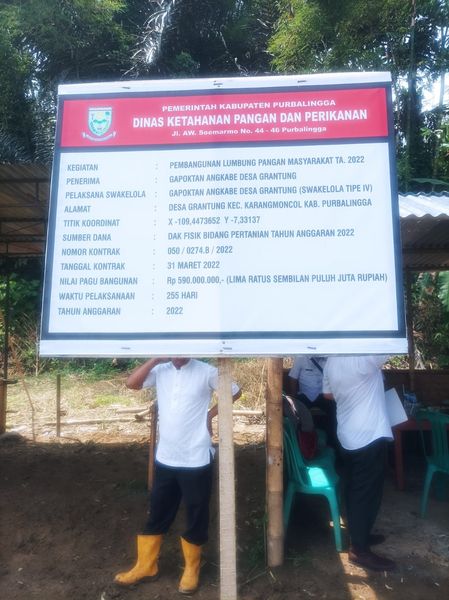 PEMERINTAH KABUPATEN PURBALINGGA
DINAS KETAHANAN PANGAN DAN PERIKANAN
Jl. AW. Soemarmo No. 44 - 46 Purbalingga
KEGIATAN : PEMBANGUNAN LUMBUNG PANGAN MASYARAKAT TA. 2022
PENERIMA : GAPOKTAN ANGKABE DESA GRANTUNG
PELAKSANA SWAKELOLA : GAPOKTAN ANGKABE DESA GRANTUNG (SWAKELOLA TIPE IV)
ALAMAT : DESA GRANTUNG KEC. KARANGMONCOL KAB. PURBALINGGA
TITIK KOORDINAT : X -109,4473652 Y -7,33137
SUMBER DANA : DAK FISIK BIDANG PERTANIAN TAHUN ANGGARAN 2022
NOMOR KONTRAK : 050 / 0274.8 / 2022
TANGGAL KONTRAK : 31 MARET 2022
NILAI PAGU BANGUNAN : Rp 590.000.000,- (LIMA RATUS SEMBILAN PULUH JUTA RUPIAH)
WAKTU PELAKSANAAN : 255 HARI
TAHUN ANGGARAN : 2022